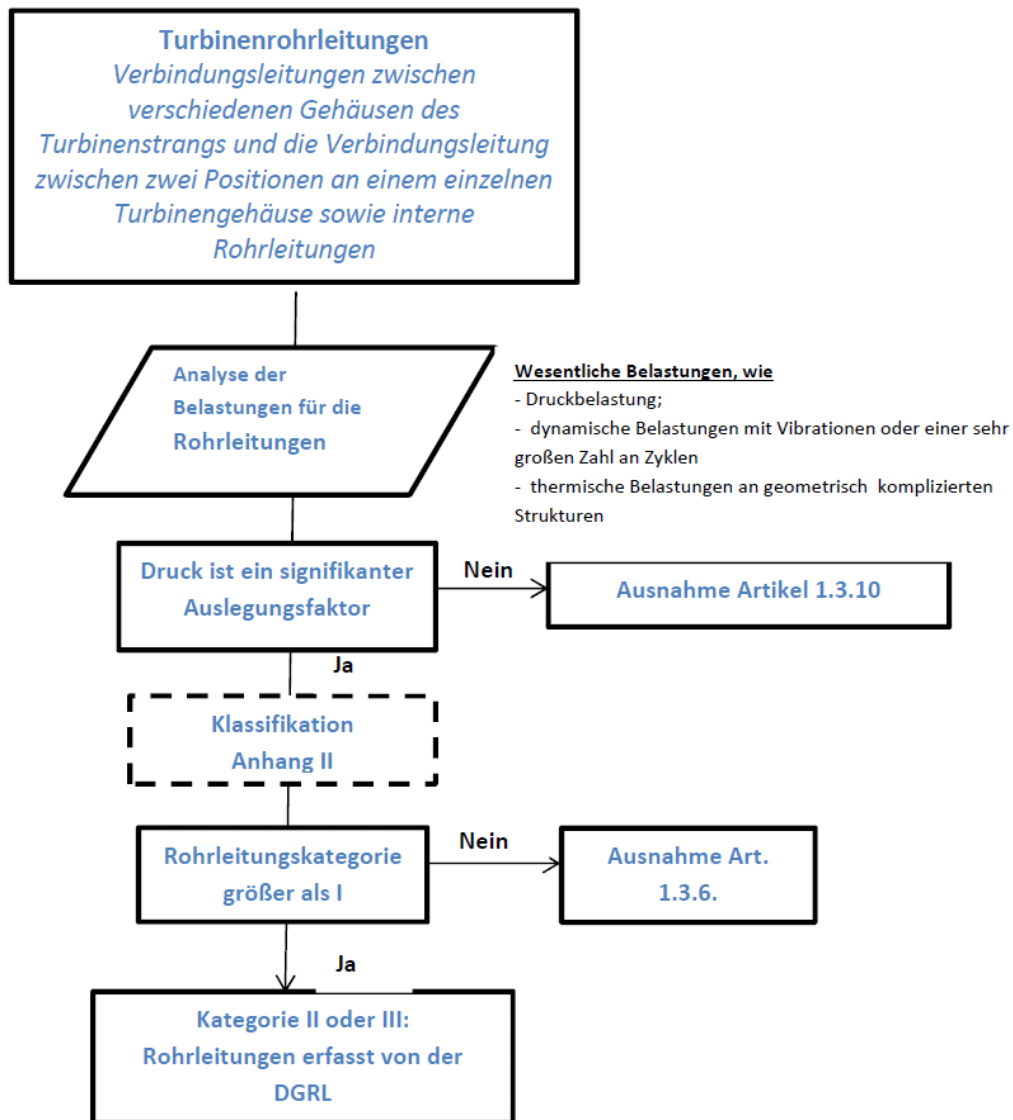 Turbinenrohrleitungen
Verbindungsleitungen zwischen
verschiedenen Gehäusen des
Turbinenstrangs und die Verbindungsleitung
zwischen zwei Positionen an einem einzelnen
Turbinengehäuse sowie interne
Rohrleitungen
Analyse der
Belastungen für die
Rohrleitungen
Wesentliche Belastungen, wie
- Druckbelastung;
- dynamische Belastungen mit Vibrationen oder einer sehr
großen Zahl an Zyklen
- thermische Belastungen an geometrisch komplizierten
Strukturen
Druck ist ein signifikanter
Auslegungsfaktor
Nein
Ausnahme Artikel 1.3.10
Ja
Klassifikation
Anhang II
Rohrleitungskategorie
größer als I
Nein
Ausnahme Art.
1.3.6.
Ja
Kategorie II oder III:
Rohrleitungen erfasst von der
DGRL